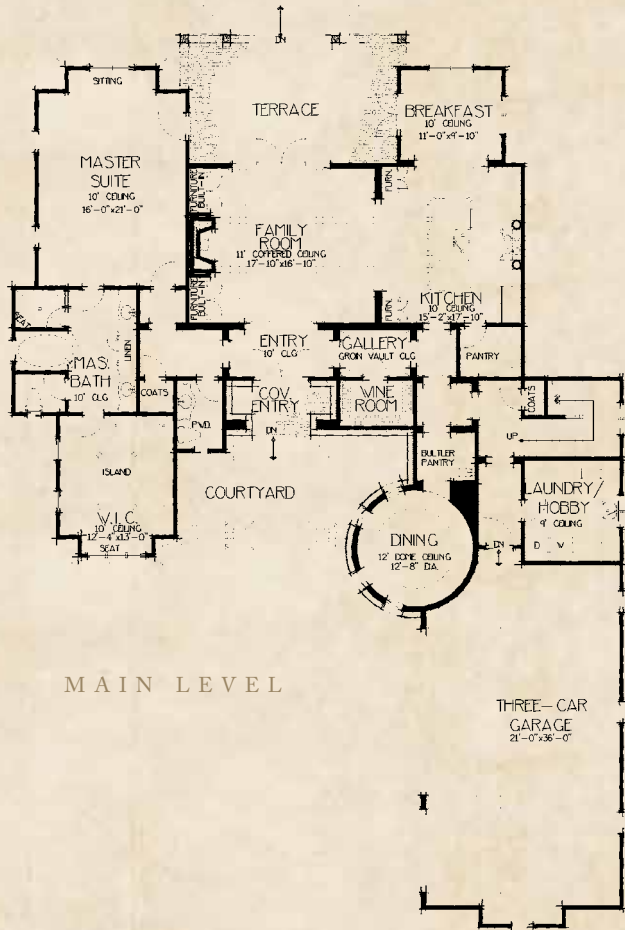 DN
SITTING
TERRACE
BREAKFAST
10' CEILING
11'-0"x9'-10"
MASTER
SUITE
10' CEILING
16'-0"x21'-0"
FURNITURE
BUILT-IN
FURN.
FAMILY
ROOM
11' COFFERED CEILING
17'-10"x16'-10"
FURNITURE
BUILT-IN
FURN.
KITCHEN
10' CEILING
15'-2"x17'-10"
SEAT
LINEN
ENTRY
10' CLG
GALLERY
GROIN VAULT CLG
PANTRY
MAS.
BATH
10' CLG
COATS
PWD.
COV.
ENTRY
DN
WINE
ROOM
COATS
UP
ISLAND
BUTLER
PANTRY
COURTYARD
LAUNDRY/
HOBBY
9' CEILING
D W
W.I.C.
10' CEILING
12'-4"x13'-0"
SEAT
DINING
12' DOME CEILING
12'-8" DIA.
DN
MAIN LEVEL
THREE-CAR
GARAGE
21'-0"x36'-0"